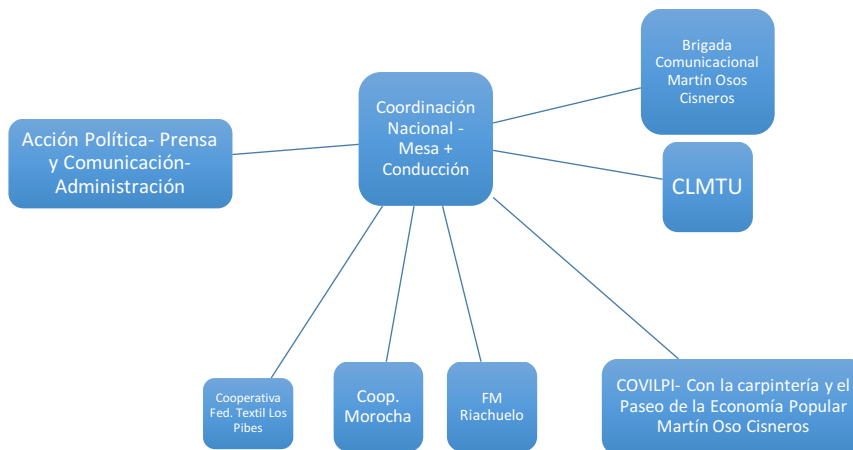 Brigada
Comunicacional
Martín Osos
Cisneros
Coordinación
Nacional -
Mesa +
Conducción
Acción Política- Prensa
y Comunicación-
Administración
CLMTU
Cooperativa
Fed. Textil Los
Pibes
Coop.
Morocha
FM
Riachuelo
COVILPI- Con la carpintería y el
Paseo de la Economía Popular
Martín Oso Cisneros